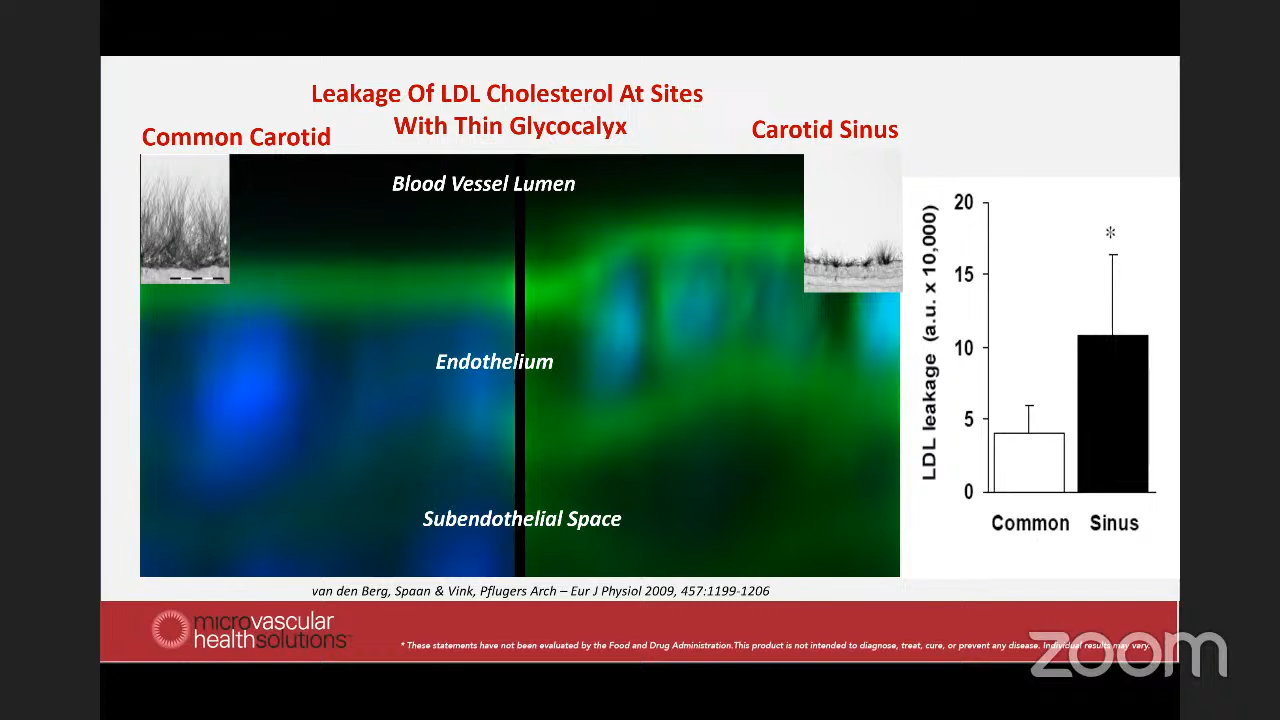 Leakage Of LDL Cholesterol At Sites
With Thin Glycocalyx
Common Carotid
Carotid Sinus
Blood Vessel Lumen
Endothelium
Subendothelial Space
LDL leakage (a.u. x 10,000)
20
15
10
5
0
*
Common Sinus
van den Berg, Spaan & Vink, Pflugers Arch – Eur J Physiol 2009, 457:1199-1206
microvascular
healthsolutions
* These statements have not been evaluated by the Food and Drug Administration.This product is not intended to diagnose, treat, cure, or prevent any disease. Individual results may vary.
zoom